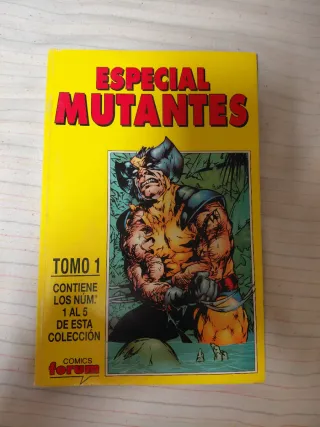 ESPECIAL
MUTANTES
TOMO 1
CONTIENE
LOS NÚM.
1 AL 5
DE ESTA
COLECCIÓN
COMICS
forum